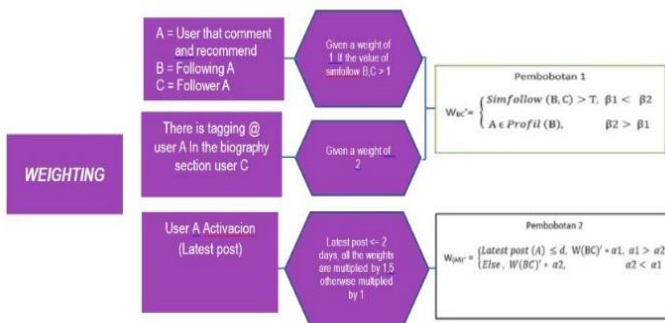 WEIGHTING
A = User that comment
and recommend
B = Following A
C = Follower A
Given a weight of
1 If the value of
simfollow B,C > 1
There is tagging @
user A In the biography
section user C
Given a weight of
2
User A Activacion
(Latest post)
Latest post <= 2
days, all the weights
are multipled by 1,5
otherwise multipled
by 1
Pembobotan 1
W_BC'= { Simfollow (B, C) > T, β1 < β2
A ϵ Profil (B), β2 > β1
Pembobotan 2
W_(AB)" = { Latest post (A) ≤ d, W(BC)' * α1, α1 > α2
Else, W(BC)' * α2, α2 < α1